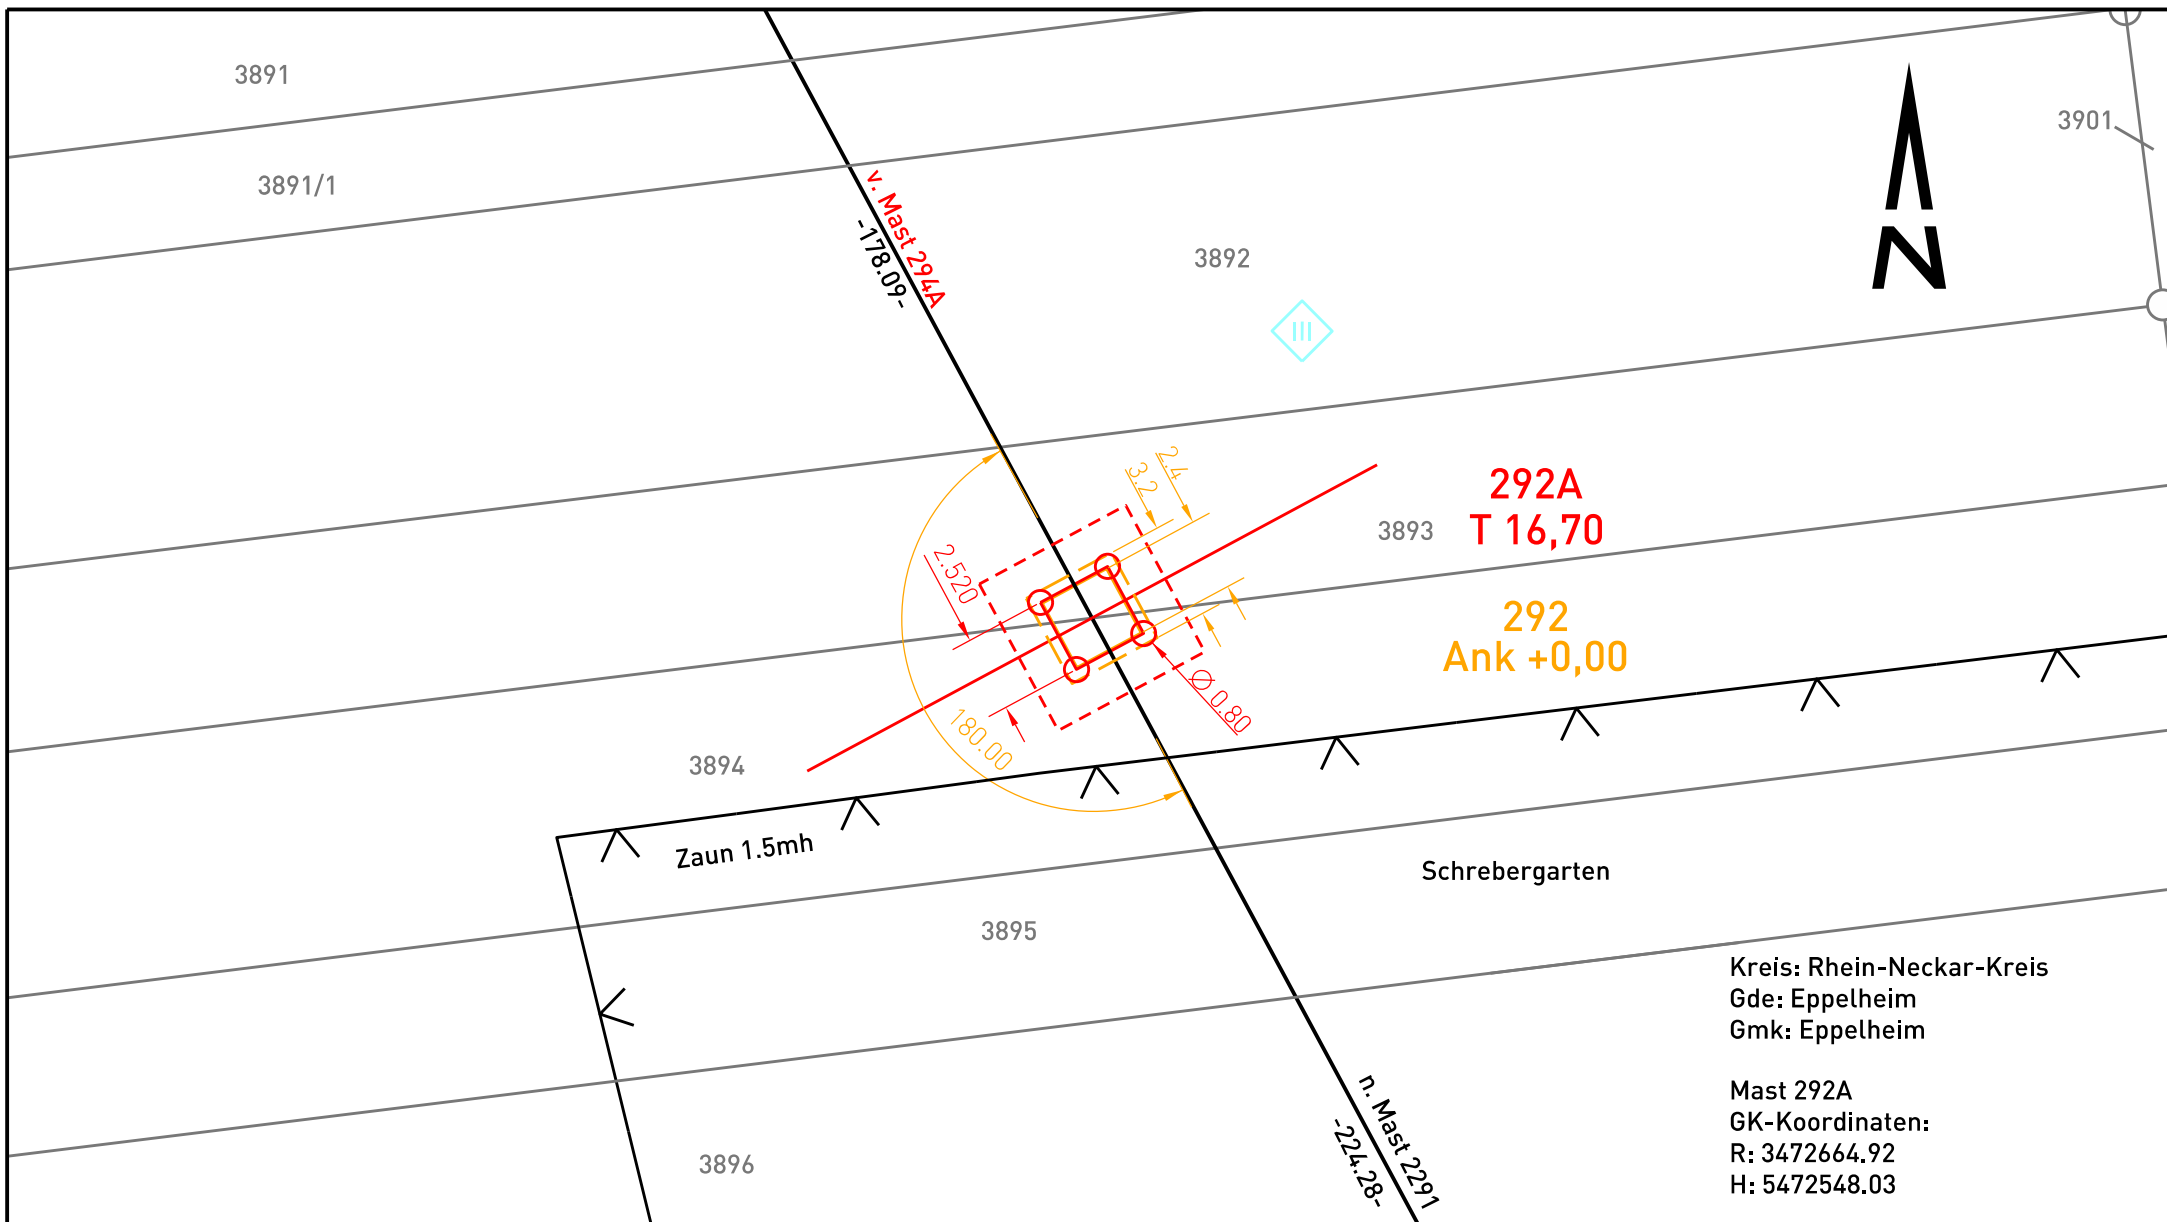 3891
3901
3891/1
v. Mast 294A
-178.09-
3892
N
III
2.4
3.2
292A
3893
T 16,70
2.520
292
Ank +0,00
Ø 0.80
180.00
3894
Zaun 1.5mh
Schrebergarten
3895
Kreis: Rhein-Neckar-Kreis
Gde: Eppelheim
Gmk: Eppelheim
Mast 292A
GK-Koordinaten:
R: 3472664.92
H: 5472548.03
n. Mast 2291
-224.28-
3896